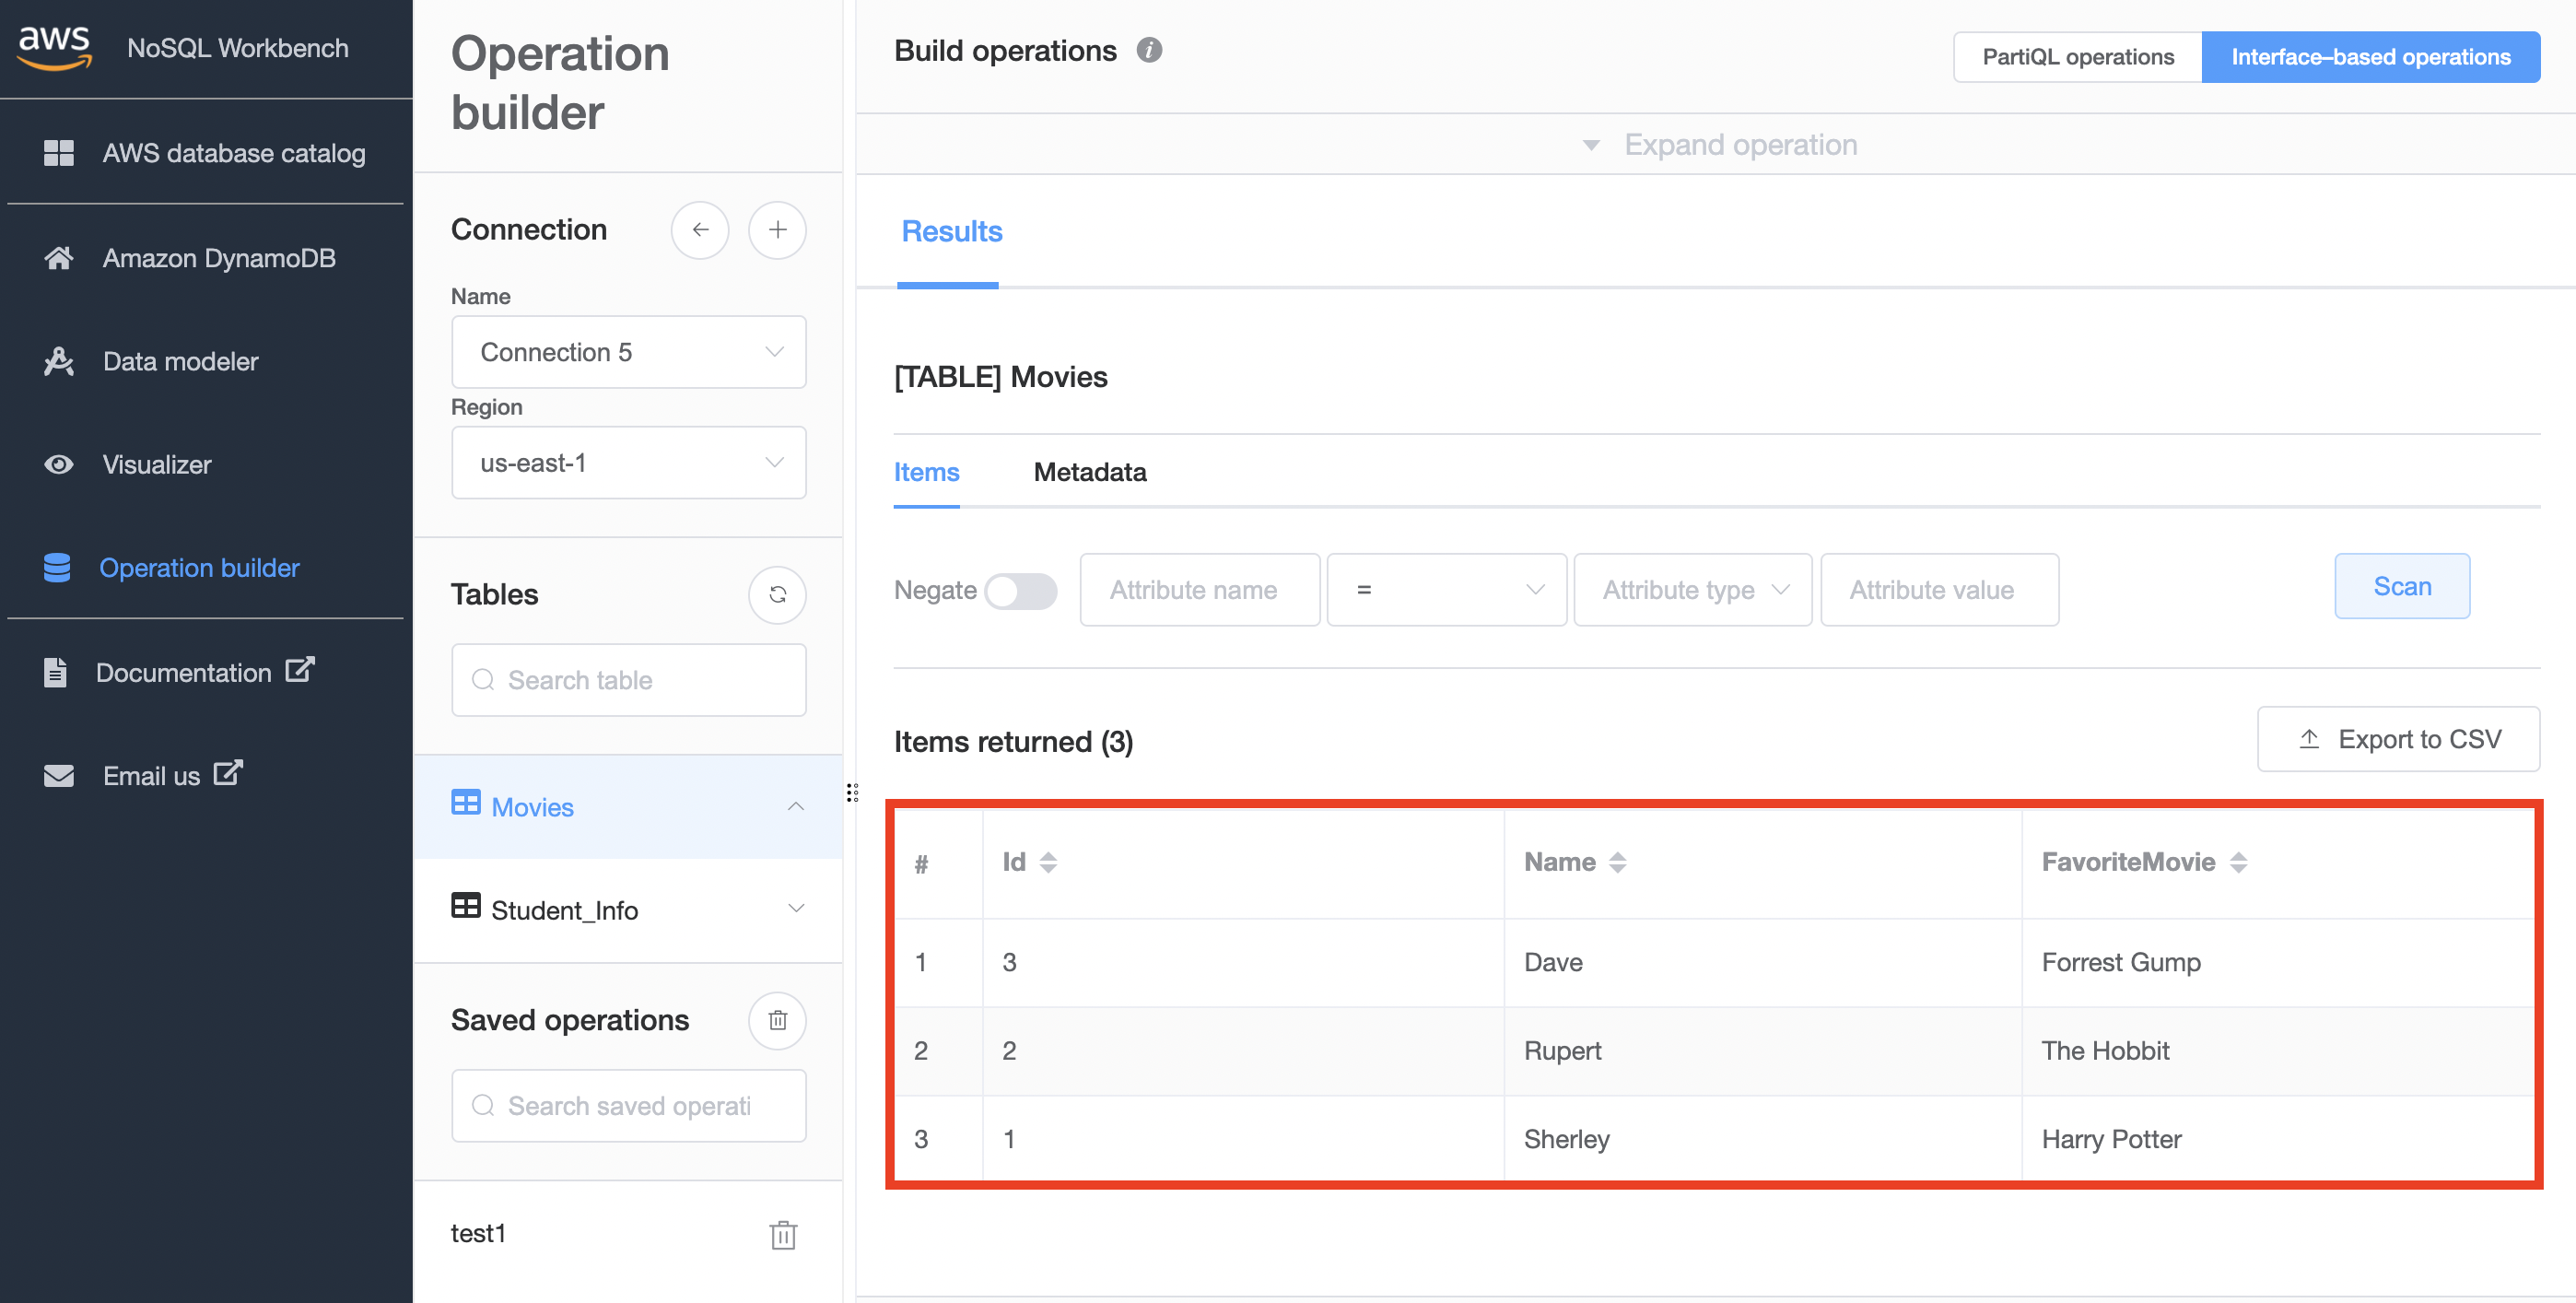 aws NoSQL Workbench
AWS database catalog
Amazon DynamoDB
Data modeler
Visualizer
Operation builder
Documentation
Email us
Operation
builder
Connection
Name
Connection 5
Region
us-east-1
Tables
Search table
Movies
Student_Info
Saved operations
Search saved operati
test1
Build operations i
PartiQL operations Interface–based operations
Expand operation
Results
[TABLE] Movies
Items Metadata
Negate Attribute name = Attribute type Attribute value Scan
Items returned (3) Export to CSV
# Id Name FavoriteMovie
1 3 Dave Forrest Gump
2 2 Rupert The Hobbit
3 1 Sherley Harry Potter